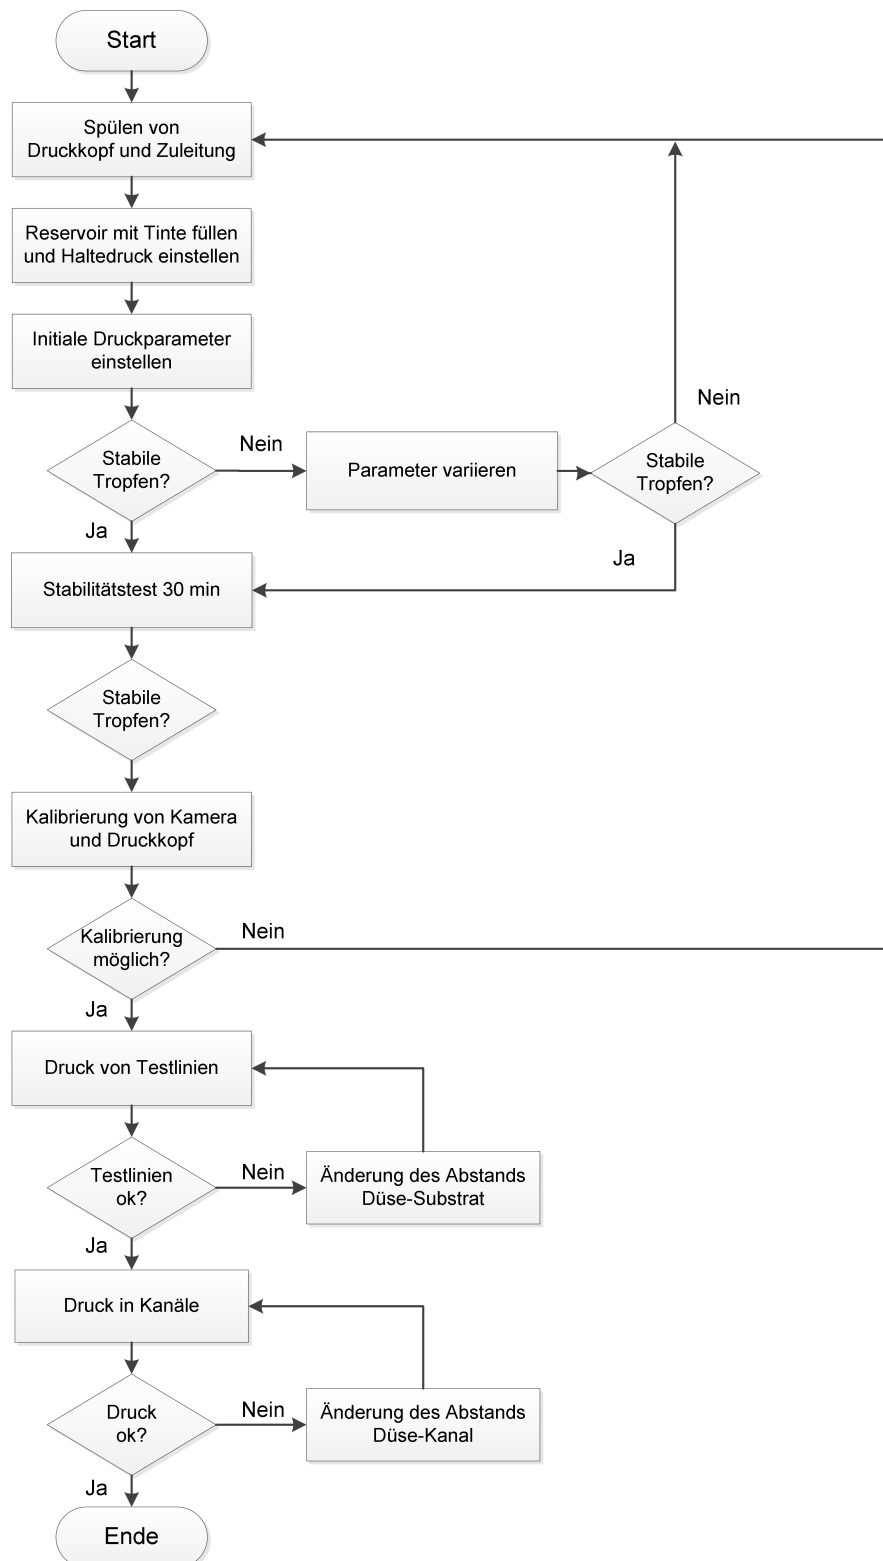 Start
Spülen von
Druckkopf und Zuleitung
Reservoir mit Tinte füllen
und Haltedruck einstellen
Initiale Druckparameter
einstellen
Nein
Stabile
Tropfen?
Nein
Parameter variieren
Stabile
Tropfen?
Ja
Ja
Stabilitätstest 30 min
Stabile
Tropfen?
Kalibrierung von Kamera
und Druckkopf
Kalibrierung
möglich?
Nein
Ja
Druck von Testlinien
Testlinien
ok?
Nein
Änderung des Abstands
Düse-Substrat
Ja
Druck in Kanäle
Druck
ok?
Nein
Änderung des Abstands
Düse-Kanal
Ja
Ende